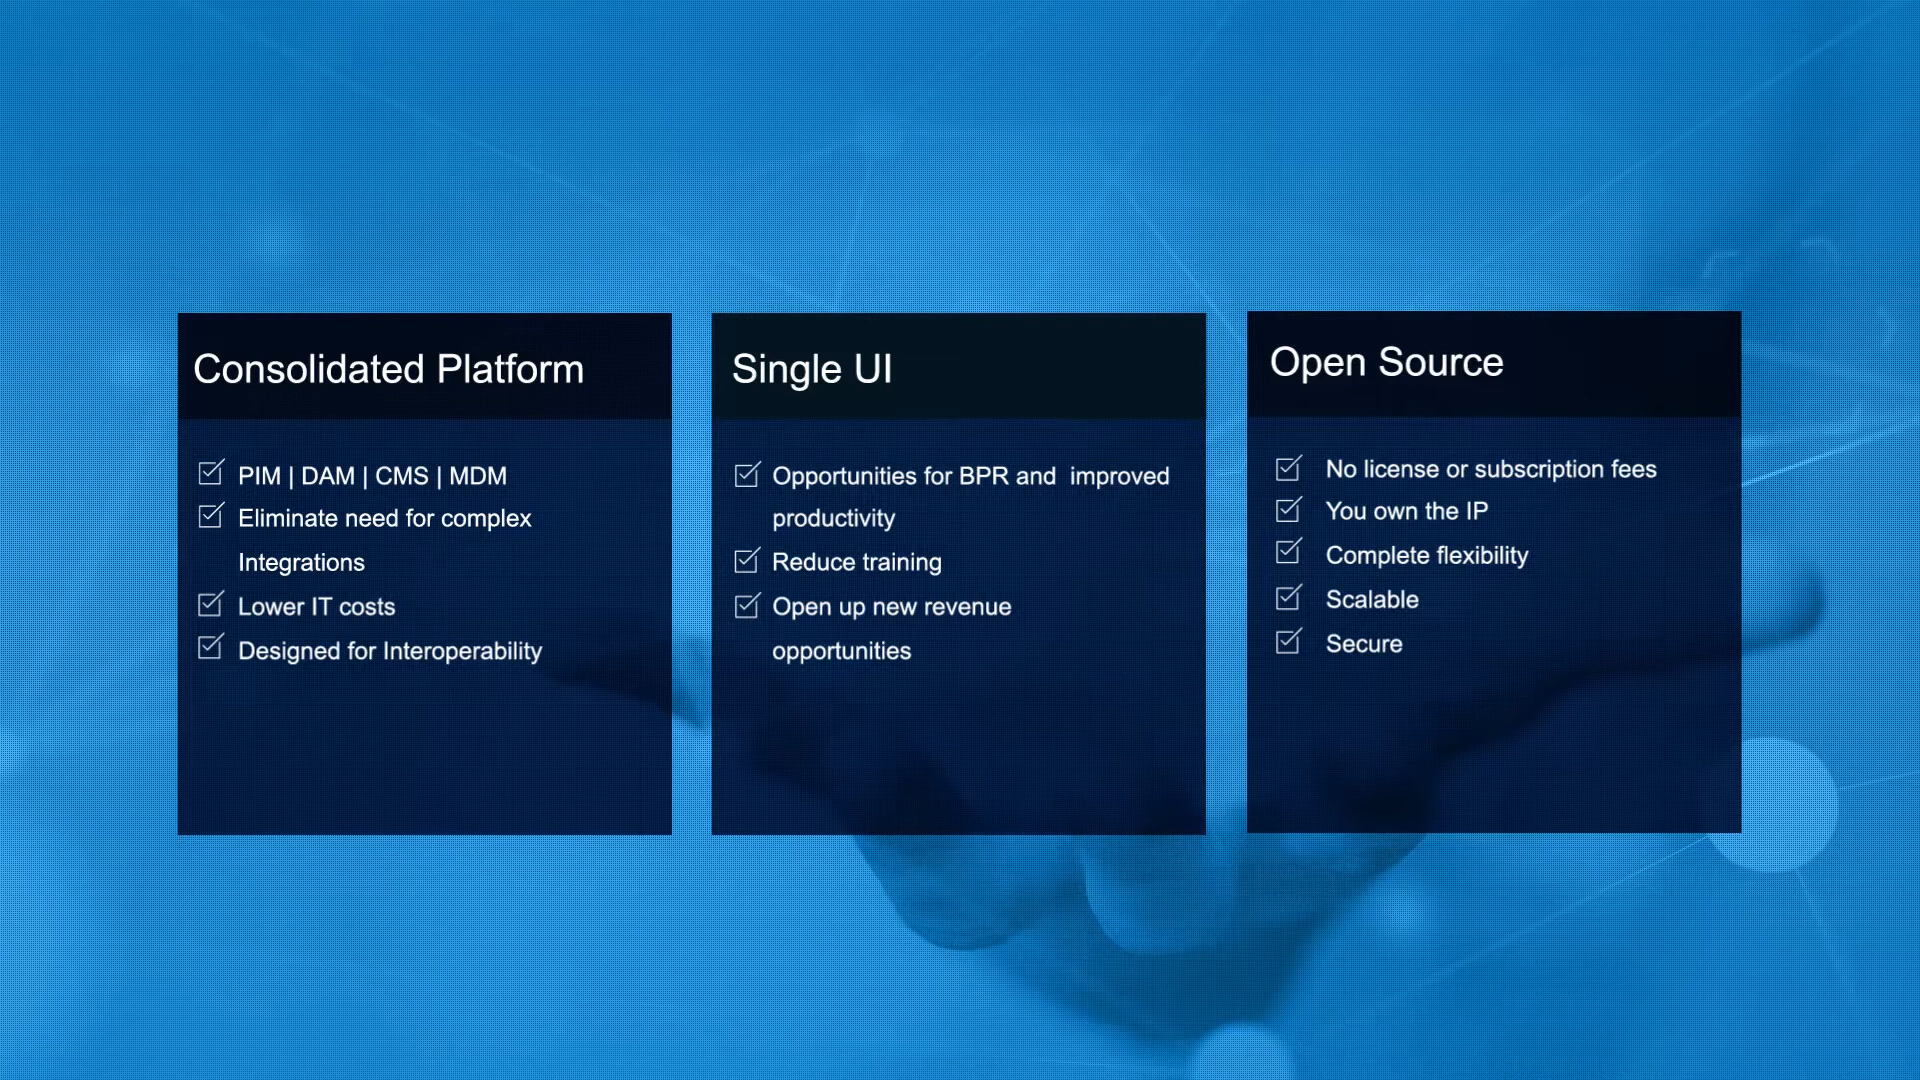 Consolidated Platform
PIM | DAM | CMS | MDM
Eliminate need for complex
Integrations
Lower IT costs
Designed for Interoperability
Single UI
Opportunities for BPR and  improved
productivity
Reduce training
Open up new revenue
opportunities
Open Source
No license or subscription fees
You own the IP
Complete flexibility
Scalable
Secure